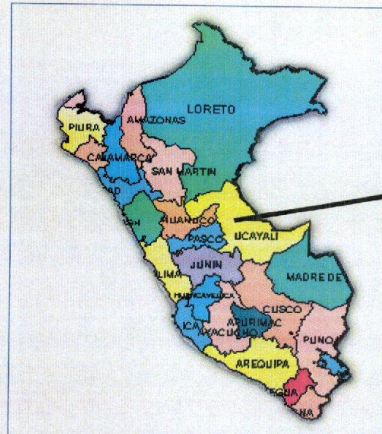 LORETO
PIURA
AMAZONAS
CAJAMARCA
SAN MARTIN
HUANUCO
UCAYALI
PASCO
JUNIN
LIMA
MADRE DE
HUANCAVELICA
CUSCO
ICA
APURIMAC
AYACUCHO
PUNO
AREQUIPA